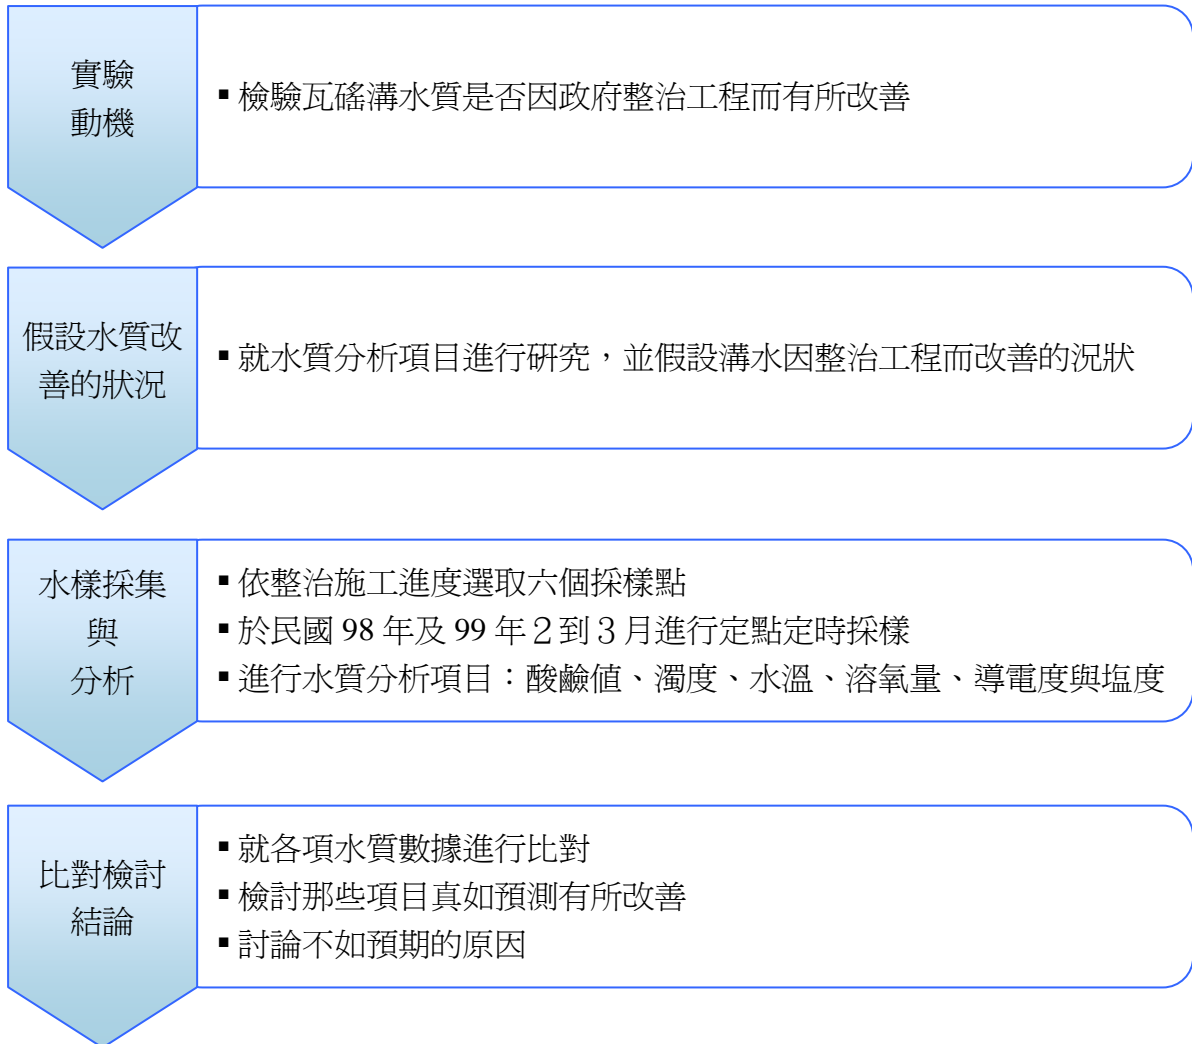 實驗
動機
▪ 檢驗瓦磘溝水質是否因政府整治工程而有所改善
假設水質改
善的狀況
▪ 就水質分析項目進行研究，並假設溝水因整治工程而改善的況狀
水樣採集
與
分析
▪ 依整治施工進度選取六個採樣點
▪ 於民國 98 年及 99 年２到３月進行定點定時採樣
▪ 進行水質分析項目：酸鹼值、濁度、水溫、溶氧量、導電度與塩度
比對檢討
結論
▪ 就各項水質數據進行比對
▪ 檢討那些項目真如預測有所改善
▪ 討論不如預期的原因